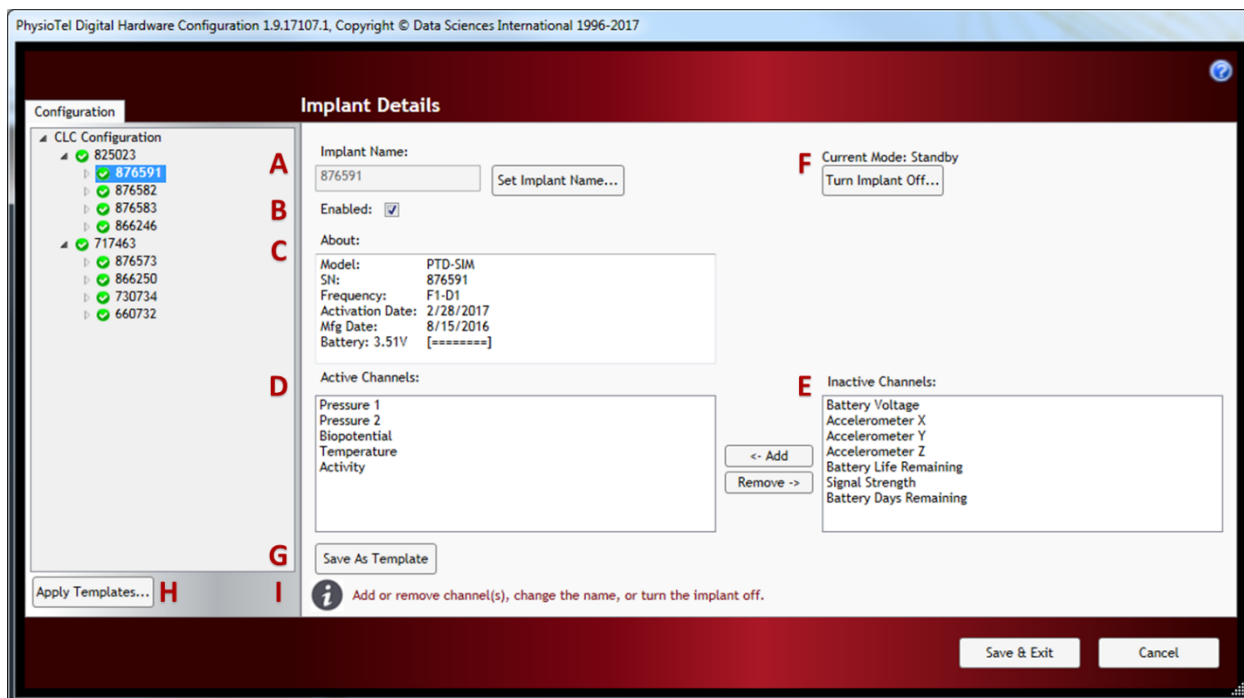 PhysioTel Digital Hardware Configuration 1.9.17107.1, Copyright © Data Sciences International 1996-2017
?
Configuration
Implant Details
CLC Configuration
825023
876591
876582
876583
866246
717463
876573
866250
730734
660732
A
Implant Name:
876591
Set Implant Name...
F
Current Mode: Standby
Turn Implant Off...
B
Enabled:
C
About:
Model: PTD-SIM
SN: 876591
Frequency: F1-D1
Activation Date: 2/28/2017
Mfg Date: 8/15/2016
Battery: 3.51V [========]
D
Active Channels:
Pressure 1
Pressure 2
Biopotential
Temperature
Activity
<- Add
Remove ->
E
Inactive Channels:
Battery Voltage
Accelerometer X
Accelerometer Y
Accelerometer Z
Battery Life Remaining
Signal Strength
Battery Days Remaining
G
Save As Template
Apply Templates...
H
I
i
Add or remove channel(s), change the name, or turn the implant off.
Save & Exit
Cancel